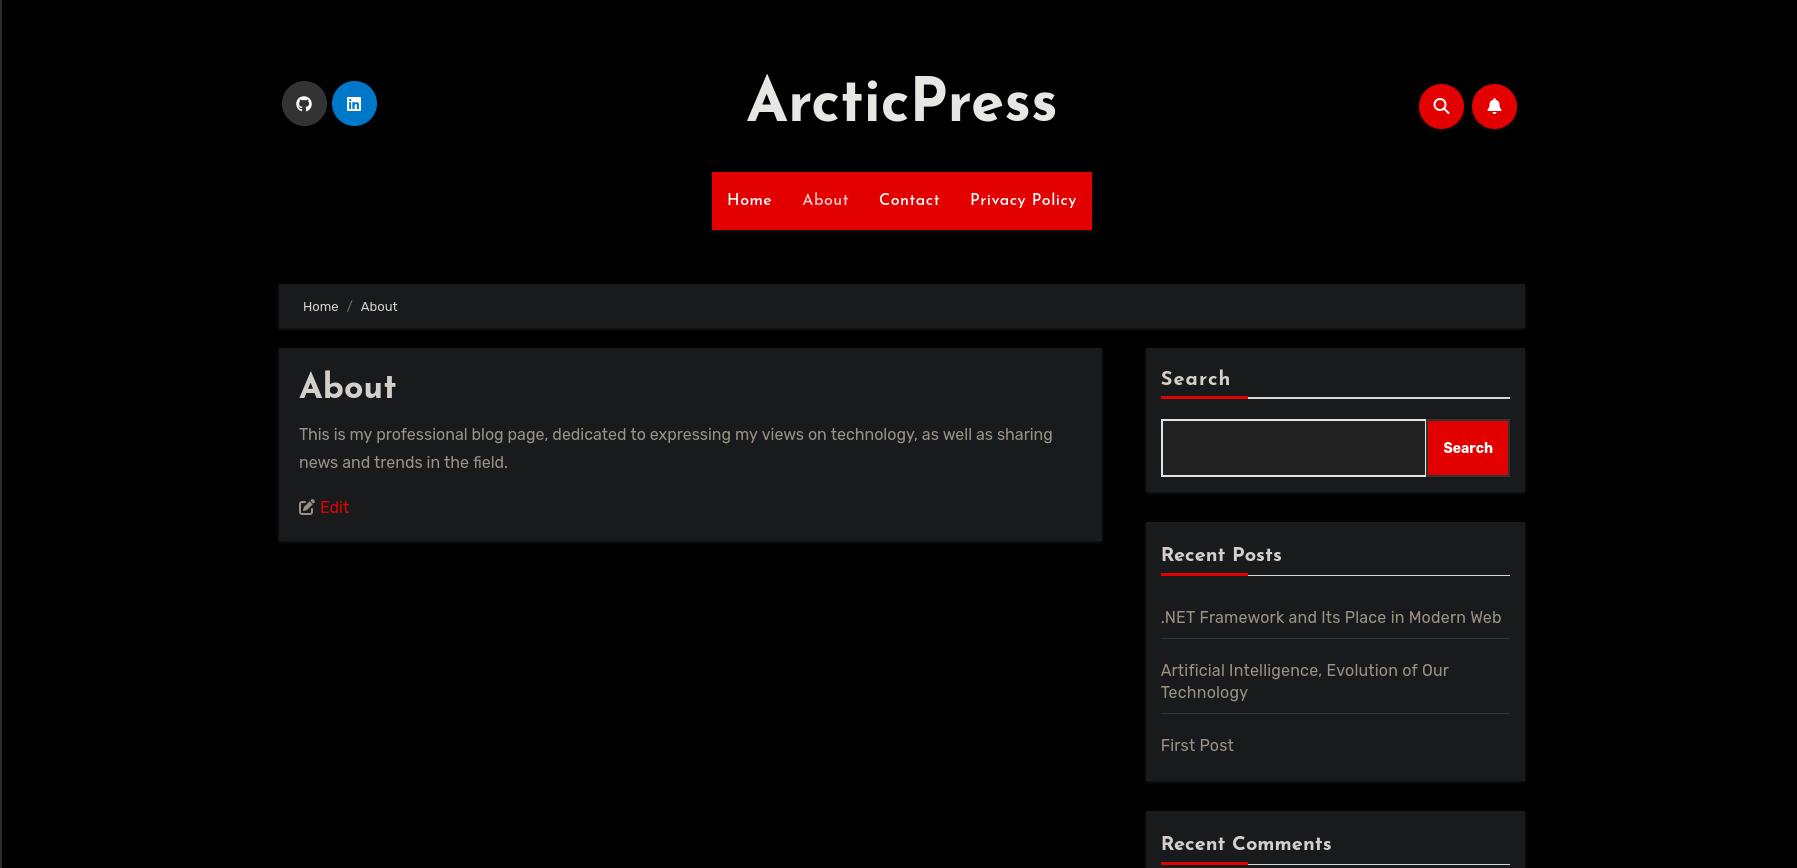 ArcticPress
Home About Contact Privacy Policy
Home / About
About
This is my professional blog page, dedicated to expressing my views on technology, as well as sharing
news and trends in the field.
Edit
Search
Search
Recent Posts
.NET Framework and Its Place in Modern Web
Artificial Intelligence, Evolution of Our
Technology
First Post
Recent Comments